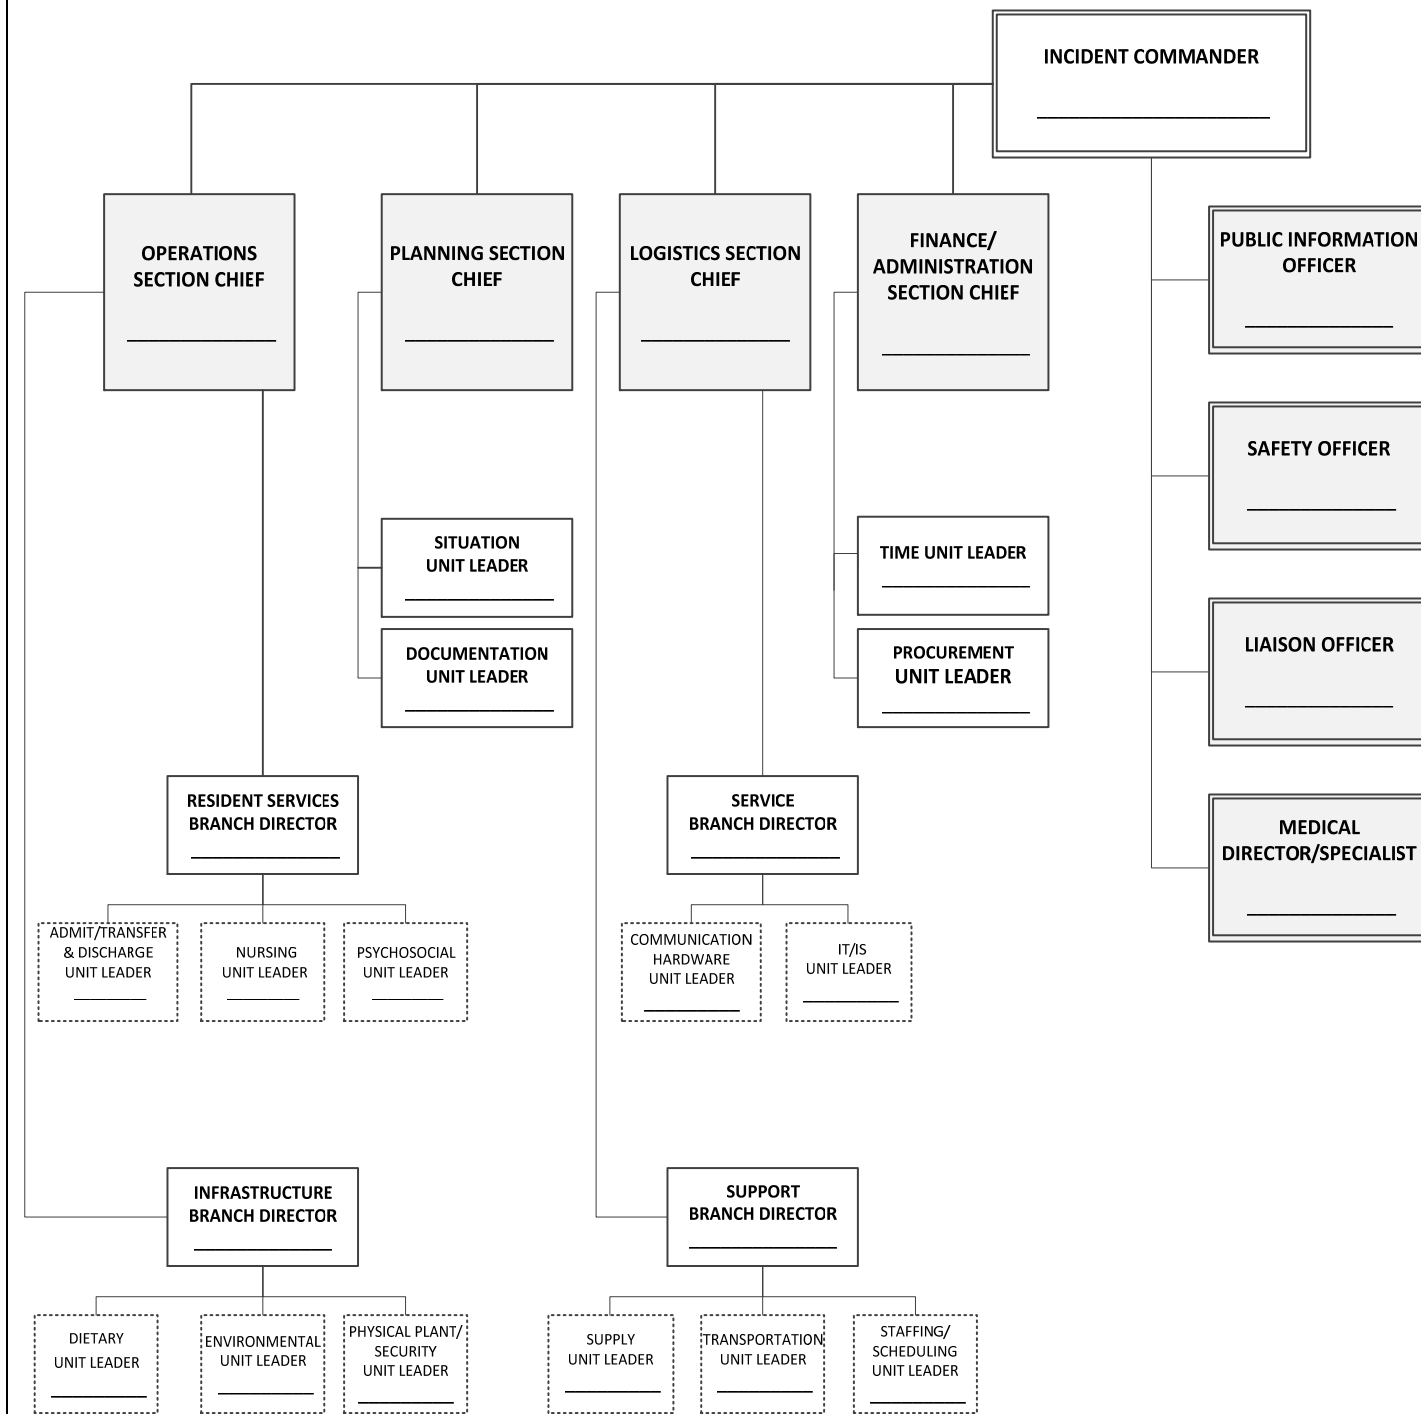 INCIDENT COMMANDER
OPERATIONS
SECTION CHIEF
PLANNING SECTION
CHIEF
LOGISTICS SECTION
CHIEF
FINANCE/
ADMINISTRATION
SECTION CHIEF
PUBLIC INFORMATION
OFFICER
SAFETY OFFICER
SITUATION
UNIT LEADER
TIME UNIT LEADER
DOCUMENTATION
UNIT LEADER
PROCUREMENT
UNIT LEADER
LIAISON OFFICER
RESIDENT SERVICES
BRANCH DIRECTOR
SERVICE
BRANCH DIRECTOR
MEDICAL
DIRECTOR/SPECIALIST
ADMIT/TRANSFER
& DISCHARGE
UNIT LEADER
NURSING
UNIT LEADER
PSYCHOSOCIAL
UNIT LEADER
COMMUNICATION
HARDWARE
UNIT LEADER
IT/IS
UNIT LEADER
INFRASTRUCTURE
BRANCH DIRECTOR
SUPPORT
BRANCH DIRECTOR
DIETARY
UNIT LEADER
ENVIRONMENTAL
UNIT LEADER
PHYSICAL PLANT/
SECURITY
UNIT LEADER
SUPPLY
UNIT LEADER
TRANSPORTATION
UNIT LEADER
STAFFING/
SCHEDULING
UNIT LEADER